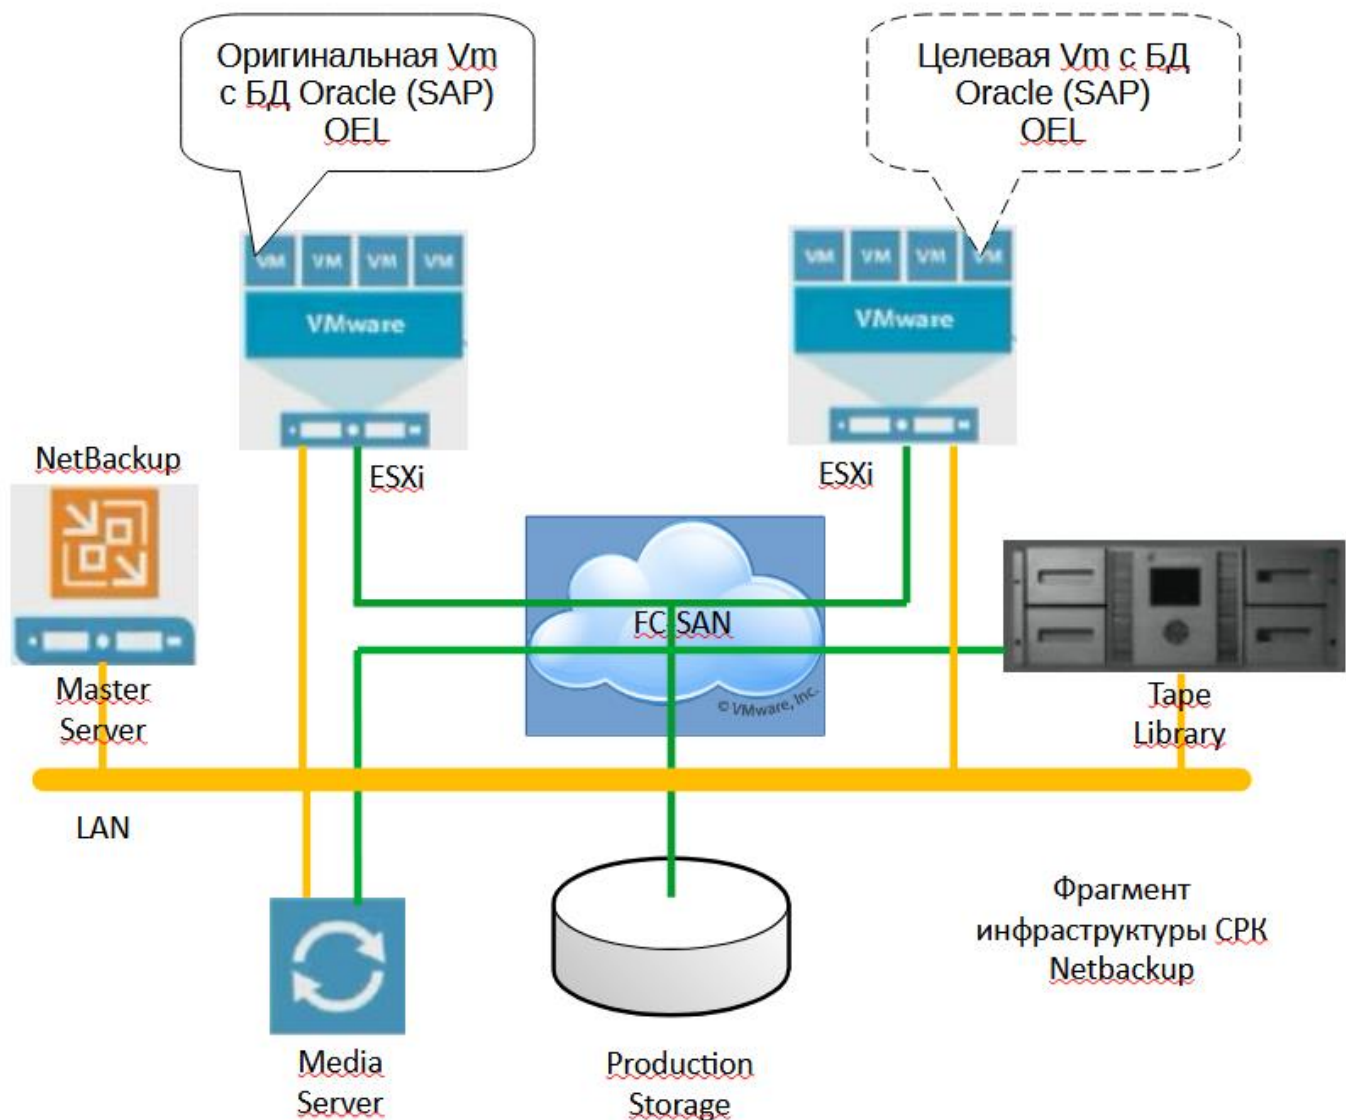 Оригинальная Vm
с БД Oracle (SAP)
OEL
Целевая Vm с БД
Oracle (SAP)
OEL
VM VM VM VM
VMware
VM VM VM VM
VMware
NetBackup
ESXi
ESXi
FC SAN
© VMware, Inc.
Master
Server
Tape
Library
LAN
Фрагмент
инфраструктуры СРК
Netbackup
Media
Server
Production
Storage